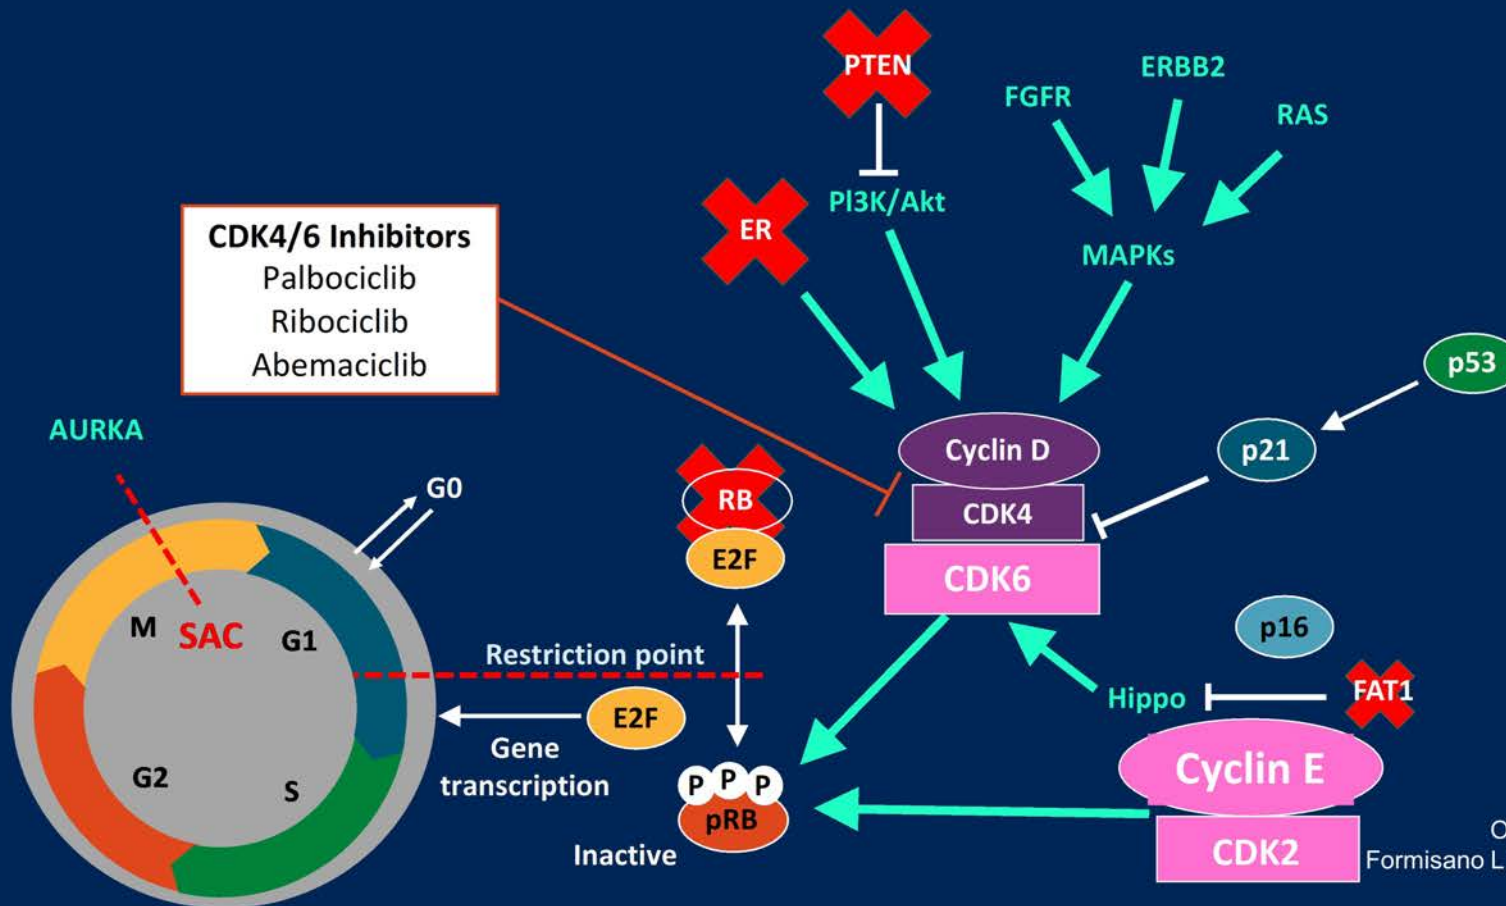 PTEN
ERBB2
FGFR
RAS
PI3K/Akt
ER
CDK4/6 Inhibitors
Palbociclib
Ribociclib
Abemaciclib
MAPKs
p53
AURKA
Cyclin D
p21
G0
RB
CDK4
E2F
CDK6
M
SAC
G1
p16
Restriction point
Hippo
FAT1
E2F
Gene
transcription
Cyclin E
G2
S
P P P
pRB
Inactive
CDK2
O
Formisano L